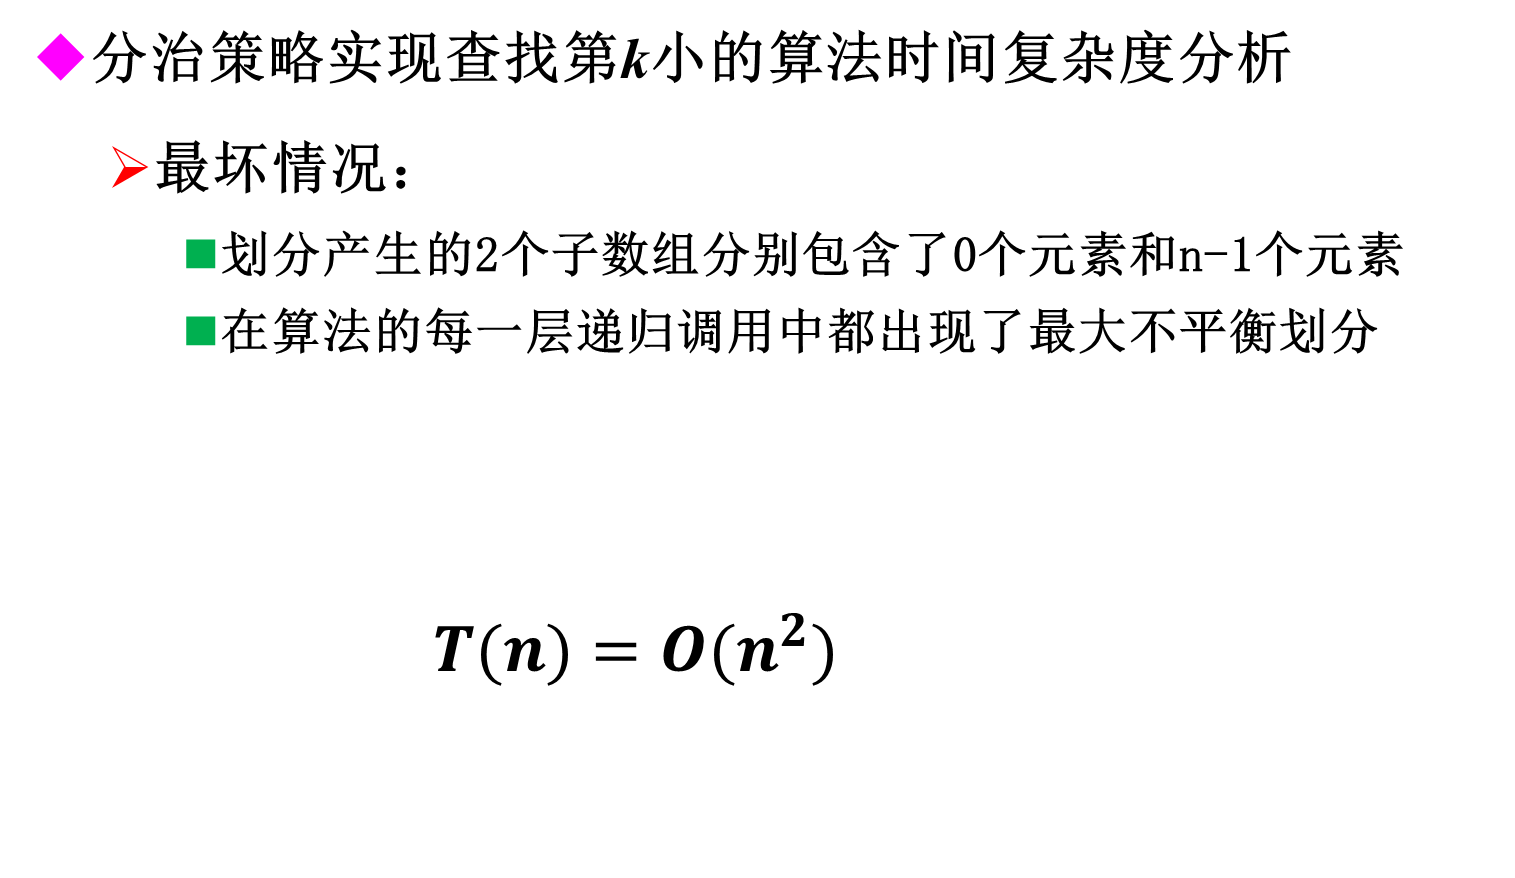 分治策略实现查找第k小的算法时间复杂度分析
最坏情况：
划分产生的2个子数组分别包含了0个元素和n-1个元素
在算法的每一层递归调用中都出现了最大不平衡划分
T(n) = O(n²)